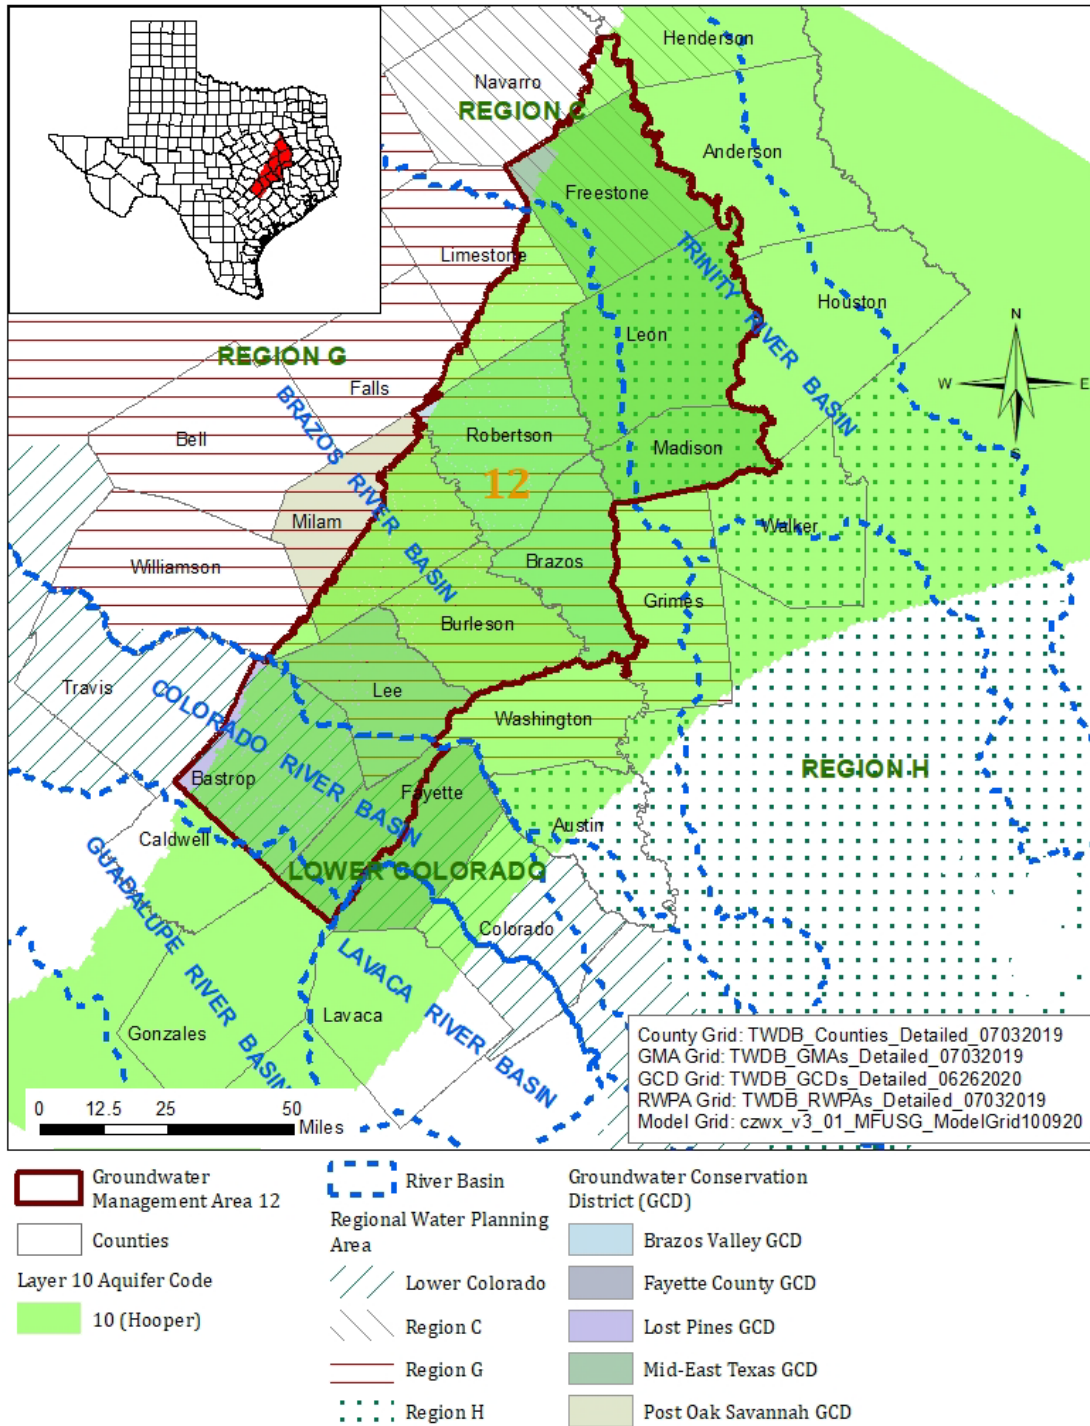 Henderson
Navarro
REGION C
Anderson
Freestone
Limestone
TRINITY RIVER BASIN
Houston
Leon
N
W
E
S
REGION G
Falls
BRAZOS RIVER BASIN
Bell
Robertson
Madison
12
Milam
Walker
Williamson
Brazos
Grimes
Burleson
Travis
Lee
COLORADO RIVER BASIN
Washington
REGION H
Bastrop
Fayette
Austin
Caldwell
LOWER COLORADO
GUADALUPE RIVER BASIN
Colorado
LAVACA RIVER BASIN
Lavaca
Gonzales
County Grid: TWDB_Counties_Detailed_07032019
GMA Grid: TWDB_GMAs_Detailed_07032019
GCD Grid: TWDB_GCDs_Detailed_06262020
RWPA Grid: TWDB_RWPAs_Detailed_07032019
Model Grid: czwx_v3_01_MFUSG_ModelGrid100920
0 12.5 25 50
Miles
Groundwater
Management Area 12
Counties
Layer 10 Aquifer Code
10 (Hooper)
River Basin
Regional Water Planning
Area
Lower Colorado
Region C
Region G
Region H
Groundwater Conservation
District (GCD)
Brazos Valley GCD
Fayette County GCD
Lost Pines GCD
Mid-East Texas GCD
Post Oak Savannah GCD